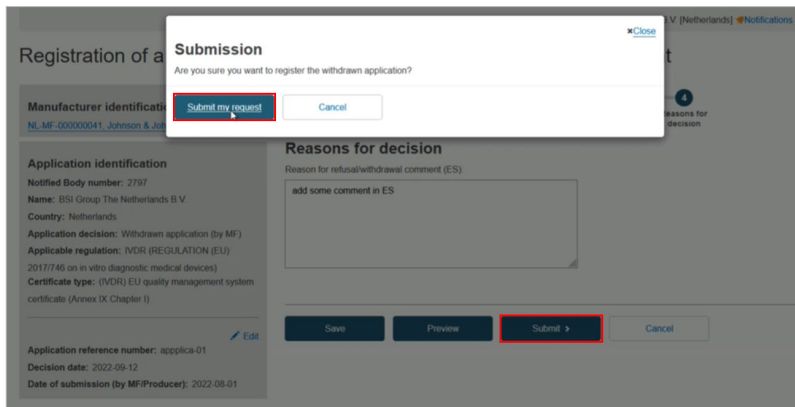 .V. [Netherlands] Notifications
Close
Registration of a
t
Submission
Are you sure you want to register the withdrawn application?
Submit my request
Cancel
Manufacturer identificati
NL-MF-000000041, Johnson & Joh
4
Reasons for
decision
Application identification
Notified Body number: 2797
Name: BSI Group The Netherlands B.V.
Country: Netherlands
Application decision: Withdrawn application (by MF)
Applicable regulation: IVDR (REGULATION (EU)
2017/746 on in vitro diagnostic medical devices)
Certificate type: (IVDR) EU quality management system
certificate (Annex IX Chapter I)
Edit
Application reference number: appplica-01
Decision date: 2022-09-12
Date of submission (by MF/Producer): 2022-08-01
Reasons for decision
Reason for refusal/withdrawal comment (ES):
add some comment in ES
Save
Preview
Submit >
Cancel